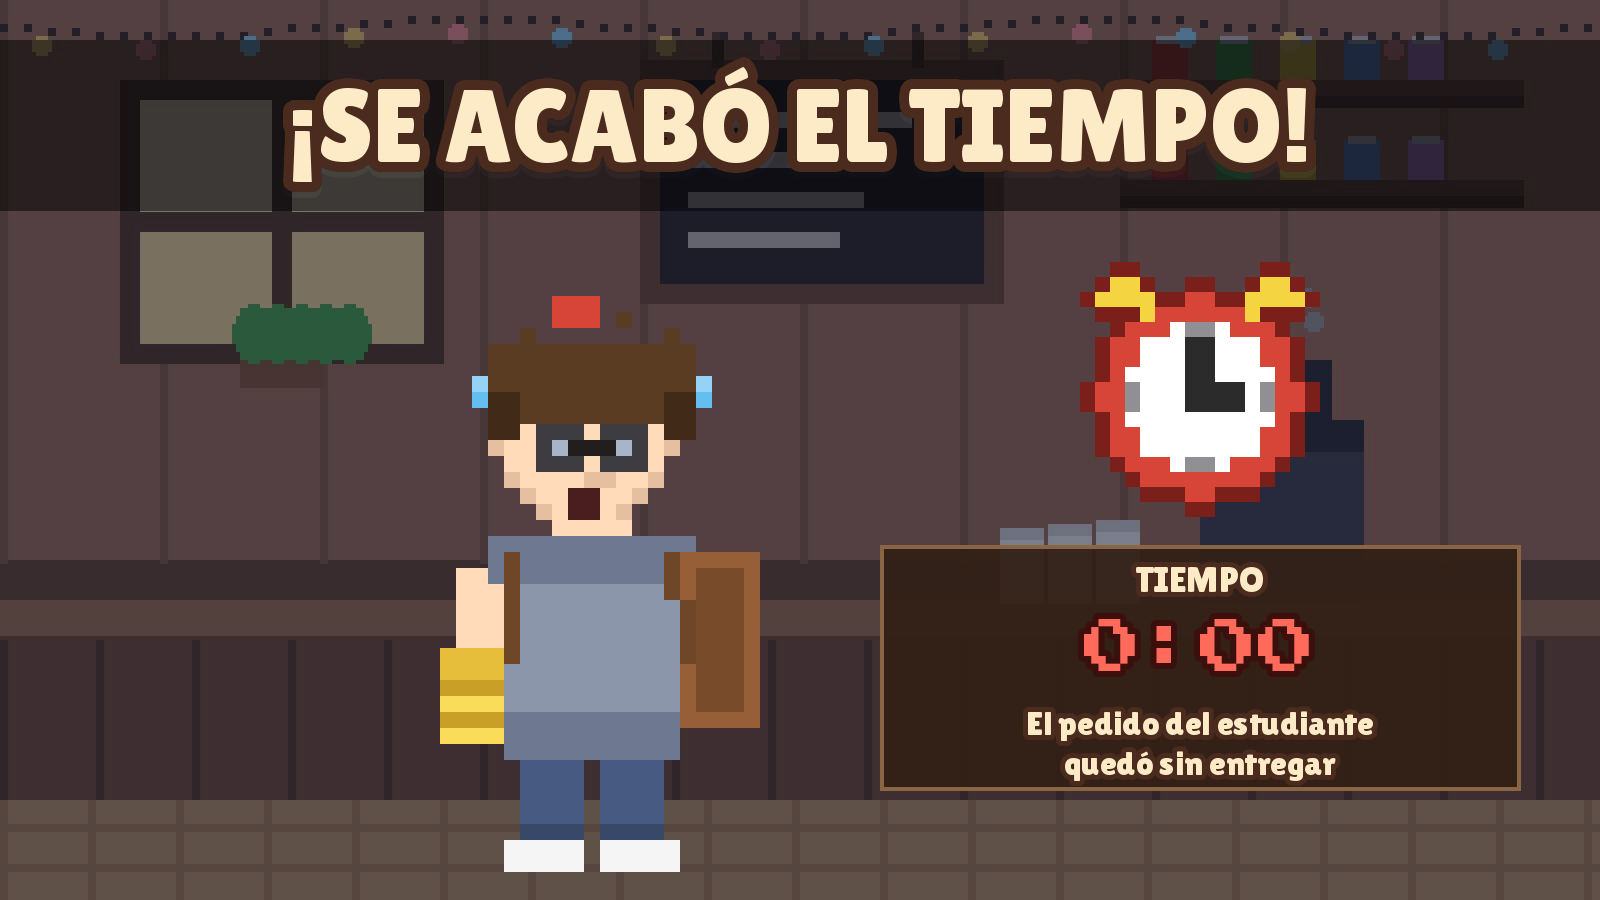 ¡SE ACABÓ EL TIEMPO!
TIEMPO
0:00
El pedido del estudiante
quedó sin entregar